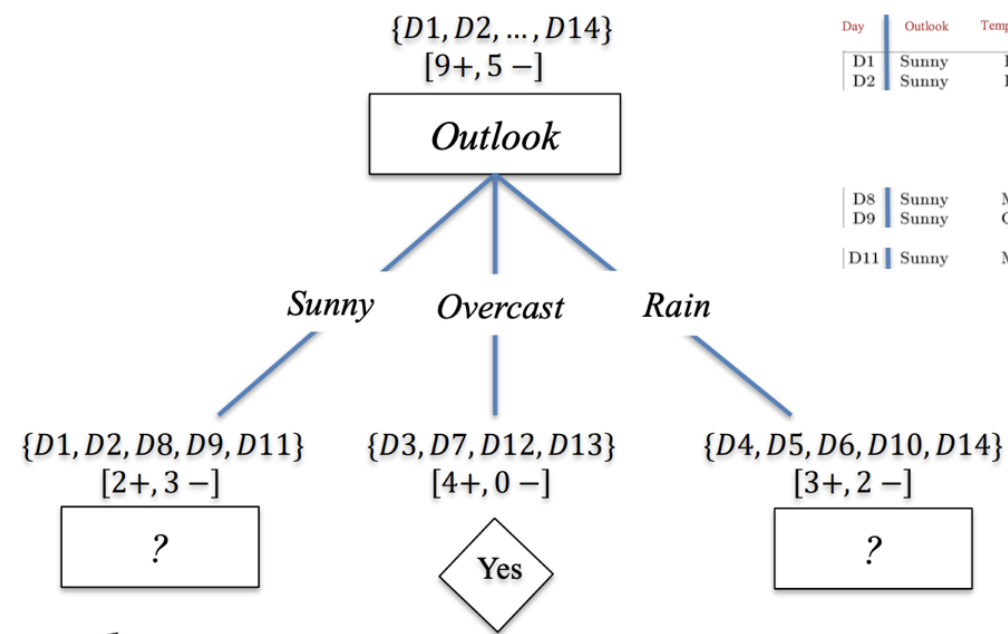 {D1, D2, ..., D14}
[9+, 5 −]
Outlook
Sunny Overcast Rain
{D1, D2, D8, D9, D11} {D3, D7, D12, D13} {D4, D5, D6, D10, D14}
[2+, 3 −] [4+, 0 −] [3+, 2 −]
? Yes ?
Day Outlook Temp
D1 Sunny
D2 Sunny
D8 Sunny
D9 Sunny
D11 Sunny